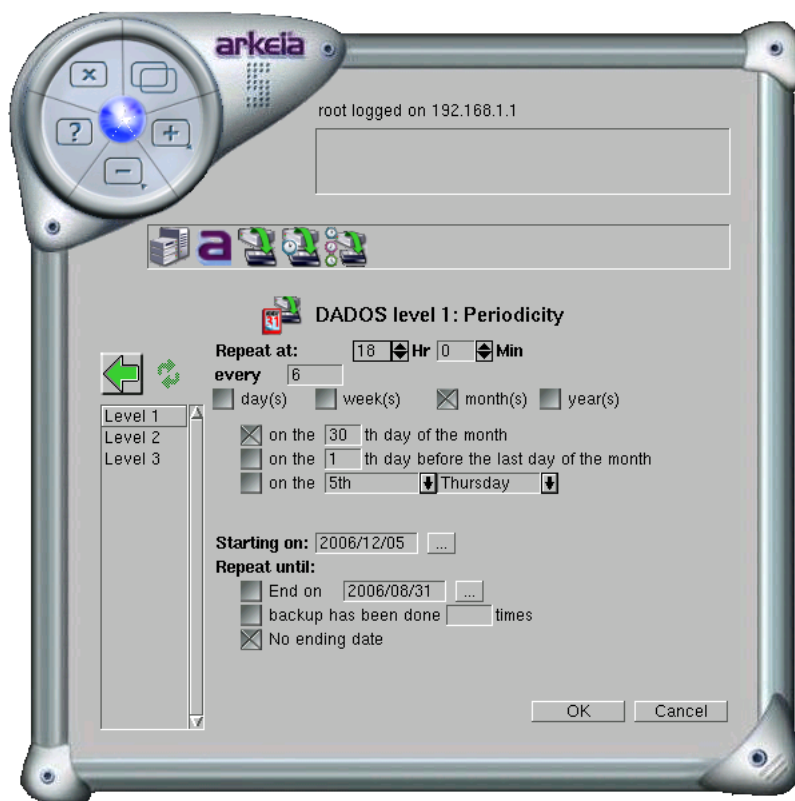 arkeia
5
root logged on 192.168.1.1
a
31
DADOS level 1: Periodicity
Repeat at: 18 Hr 0 Min
every 6
day(s) week(s) month(s) year(s)
Level 1
Level 2
Level 3
on the 30 th day of the month
on the 1 th day before the last day of the month
on the 5th Thursday
Starting on: 2006/12/05 ...
Repeat until:
End on 2006/08/31 ...
backup has been done times
No ending date
OK Cancel